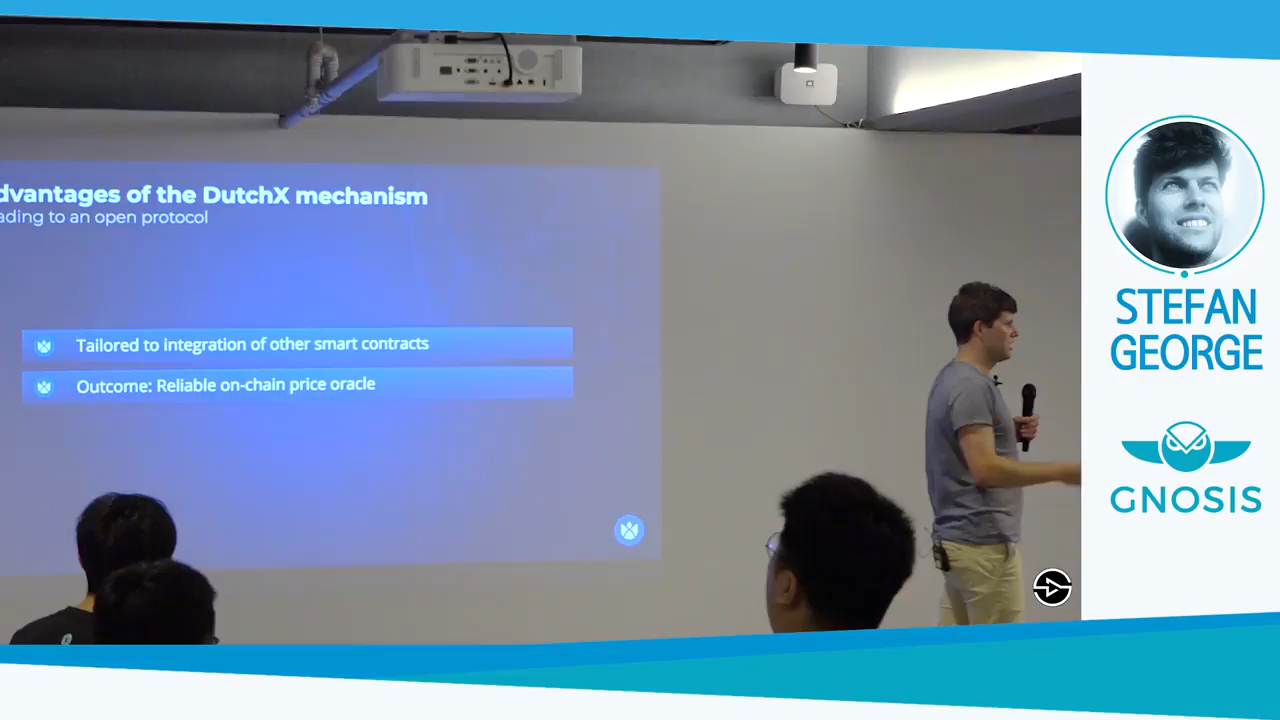 dvantages of the DutchX mechanism
ading to an open protocol
Tailored to integration of other smart contracts
Outcome: Reliable on-chain price oracle
STEFAN
GEORGE
GNOSIS